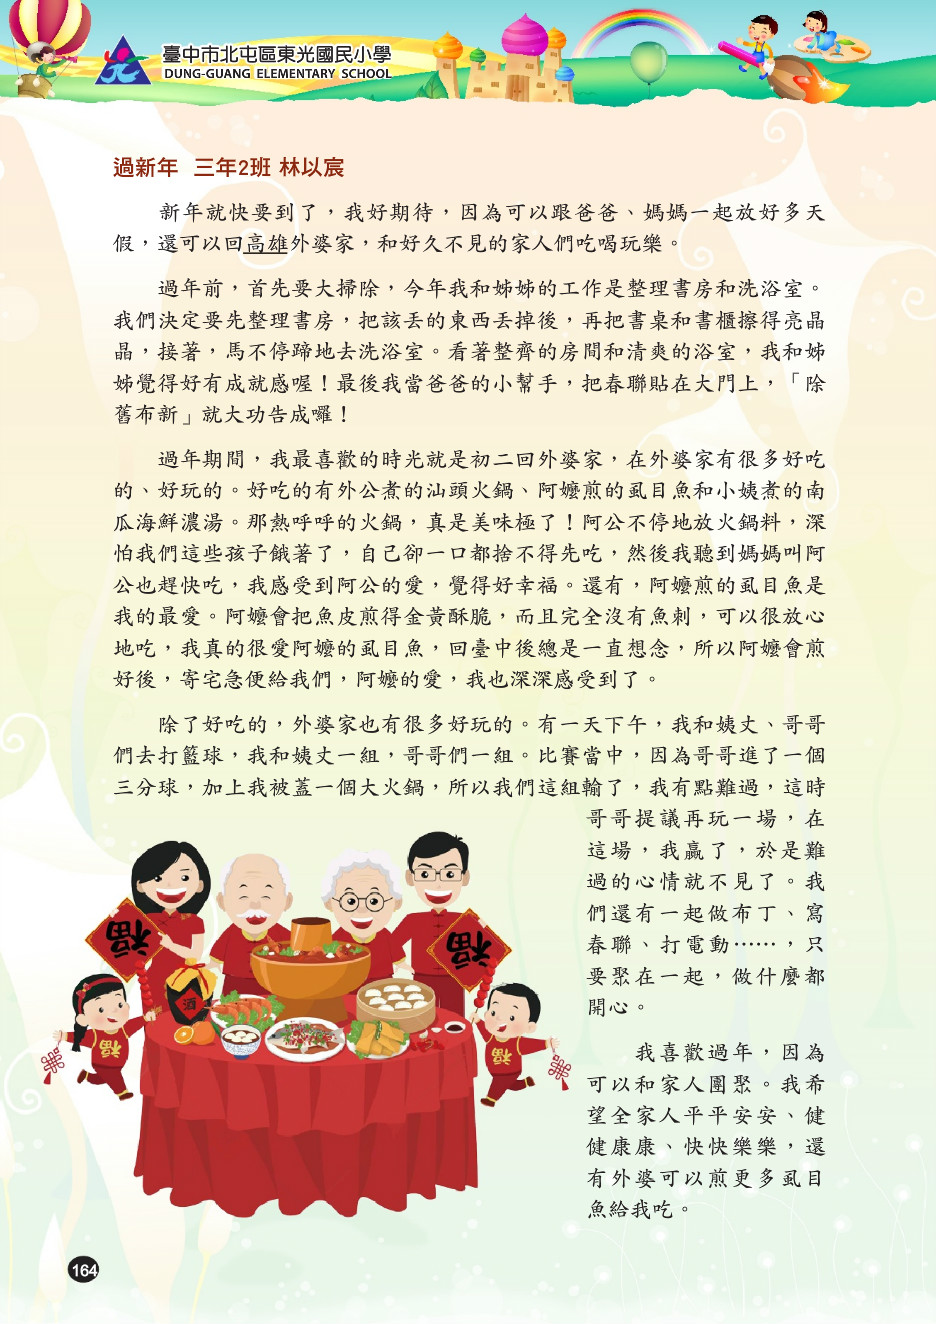 臺中市北屯區東光國民小學
DUNG-GUANG ELEMENTARY SCHOOL
過新年 三年2班 林以宸
新年就快要到了，我好期待，因為可以跟爸爸、媽媽一起放好多天
假，還可以回高雄外婆家，和好久不見的家人們吃喝玩樂。
過年前，首先要大掃除，今年我和姊姊的工作是整理書房和洗浴室。
我們決定要先整理書房，把該丟的東西丟掉後，再把書桌和書櫃擦得亮晶
晶，接著，馬不停蹄地去洗浴室。看著整齊的房間和清爽的浴室，我和姊
姊覺得好有成就感喔！最後我當爸爸的小幫手，把春聯貼在大門上，「除
舊布新」就大功告成囉！
過年期間，我最喜歡的時光就是初二回外婆家，在外婆家有很多好吃
的、好玩的。好吃的有外公煮的汕頭火鍋、阿嬤煎的虱目魚和小姨煮的南
瓜海鮮濃湯。那熱呼呼的火鍋，真是美味極了！阿公不停地放火鍋料，深
怕我們這些孩子餓著了，自己卻一口都捨不得先吃，然後我聽到媽媽叫阿
公也趕快吃，我感受到阿公的愛，覺得好幸福。還有，阿嬤煎的虱目魚是
我的最愛。阿嬤會把魚皮煎得金黃酥脆，而且完全沒有魚刺，可以很放心
地吃，我真的很愛阿嬤的虱目魚，回臺中後總是一直想念，所以阿嬤會煎
好後，寄宅急便給我們，阿嬤的愛，我也深深感受到了。
除了好吃的，外婆家也有很多好玩的。有一天下午，我和姨丈、哥哥
們去打籃球，我和姨丈一組，哥哥們一組。比賽當中，因為哥哥進了一個
三分球，加上我被蓋一個大火鍋，所以我們這組輸了，我有點難過，這時
哥哥提議再玩一場，在
這場，我贏了，於是難
過的心情就不見了。我
們還有一起做布丁、寫
春聯、打電動……，只
要聚在一起，做什麼都
開心。
我喜歡過年，因為
可以和家人團聚。我希
望全家人平平安安、健
健康康、快快樂樂，還
有外婆可以煎更多虱目
魚給我吃。
福
福
酒
福
福
164